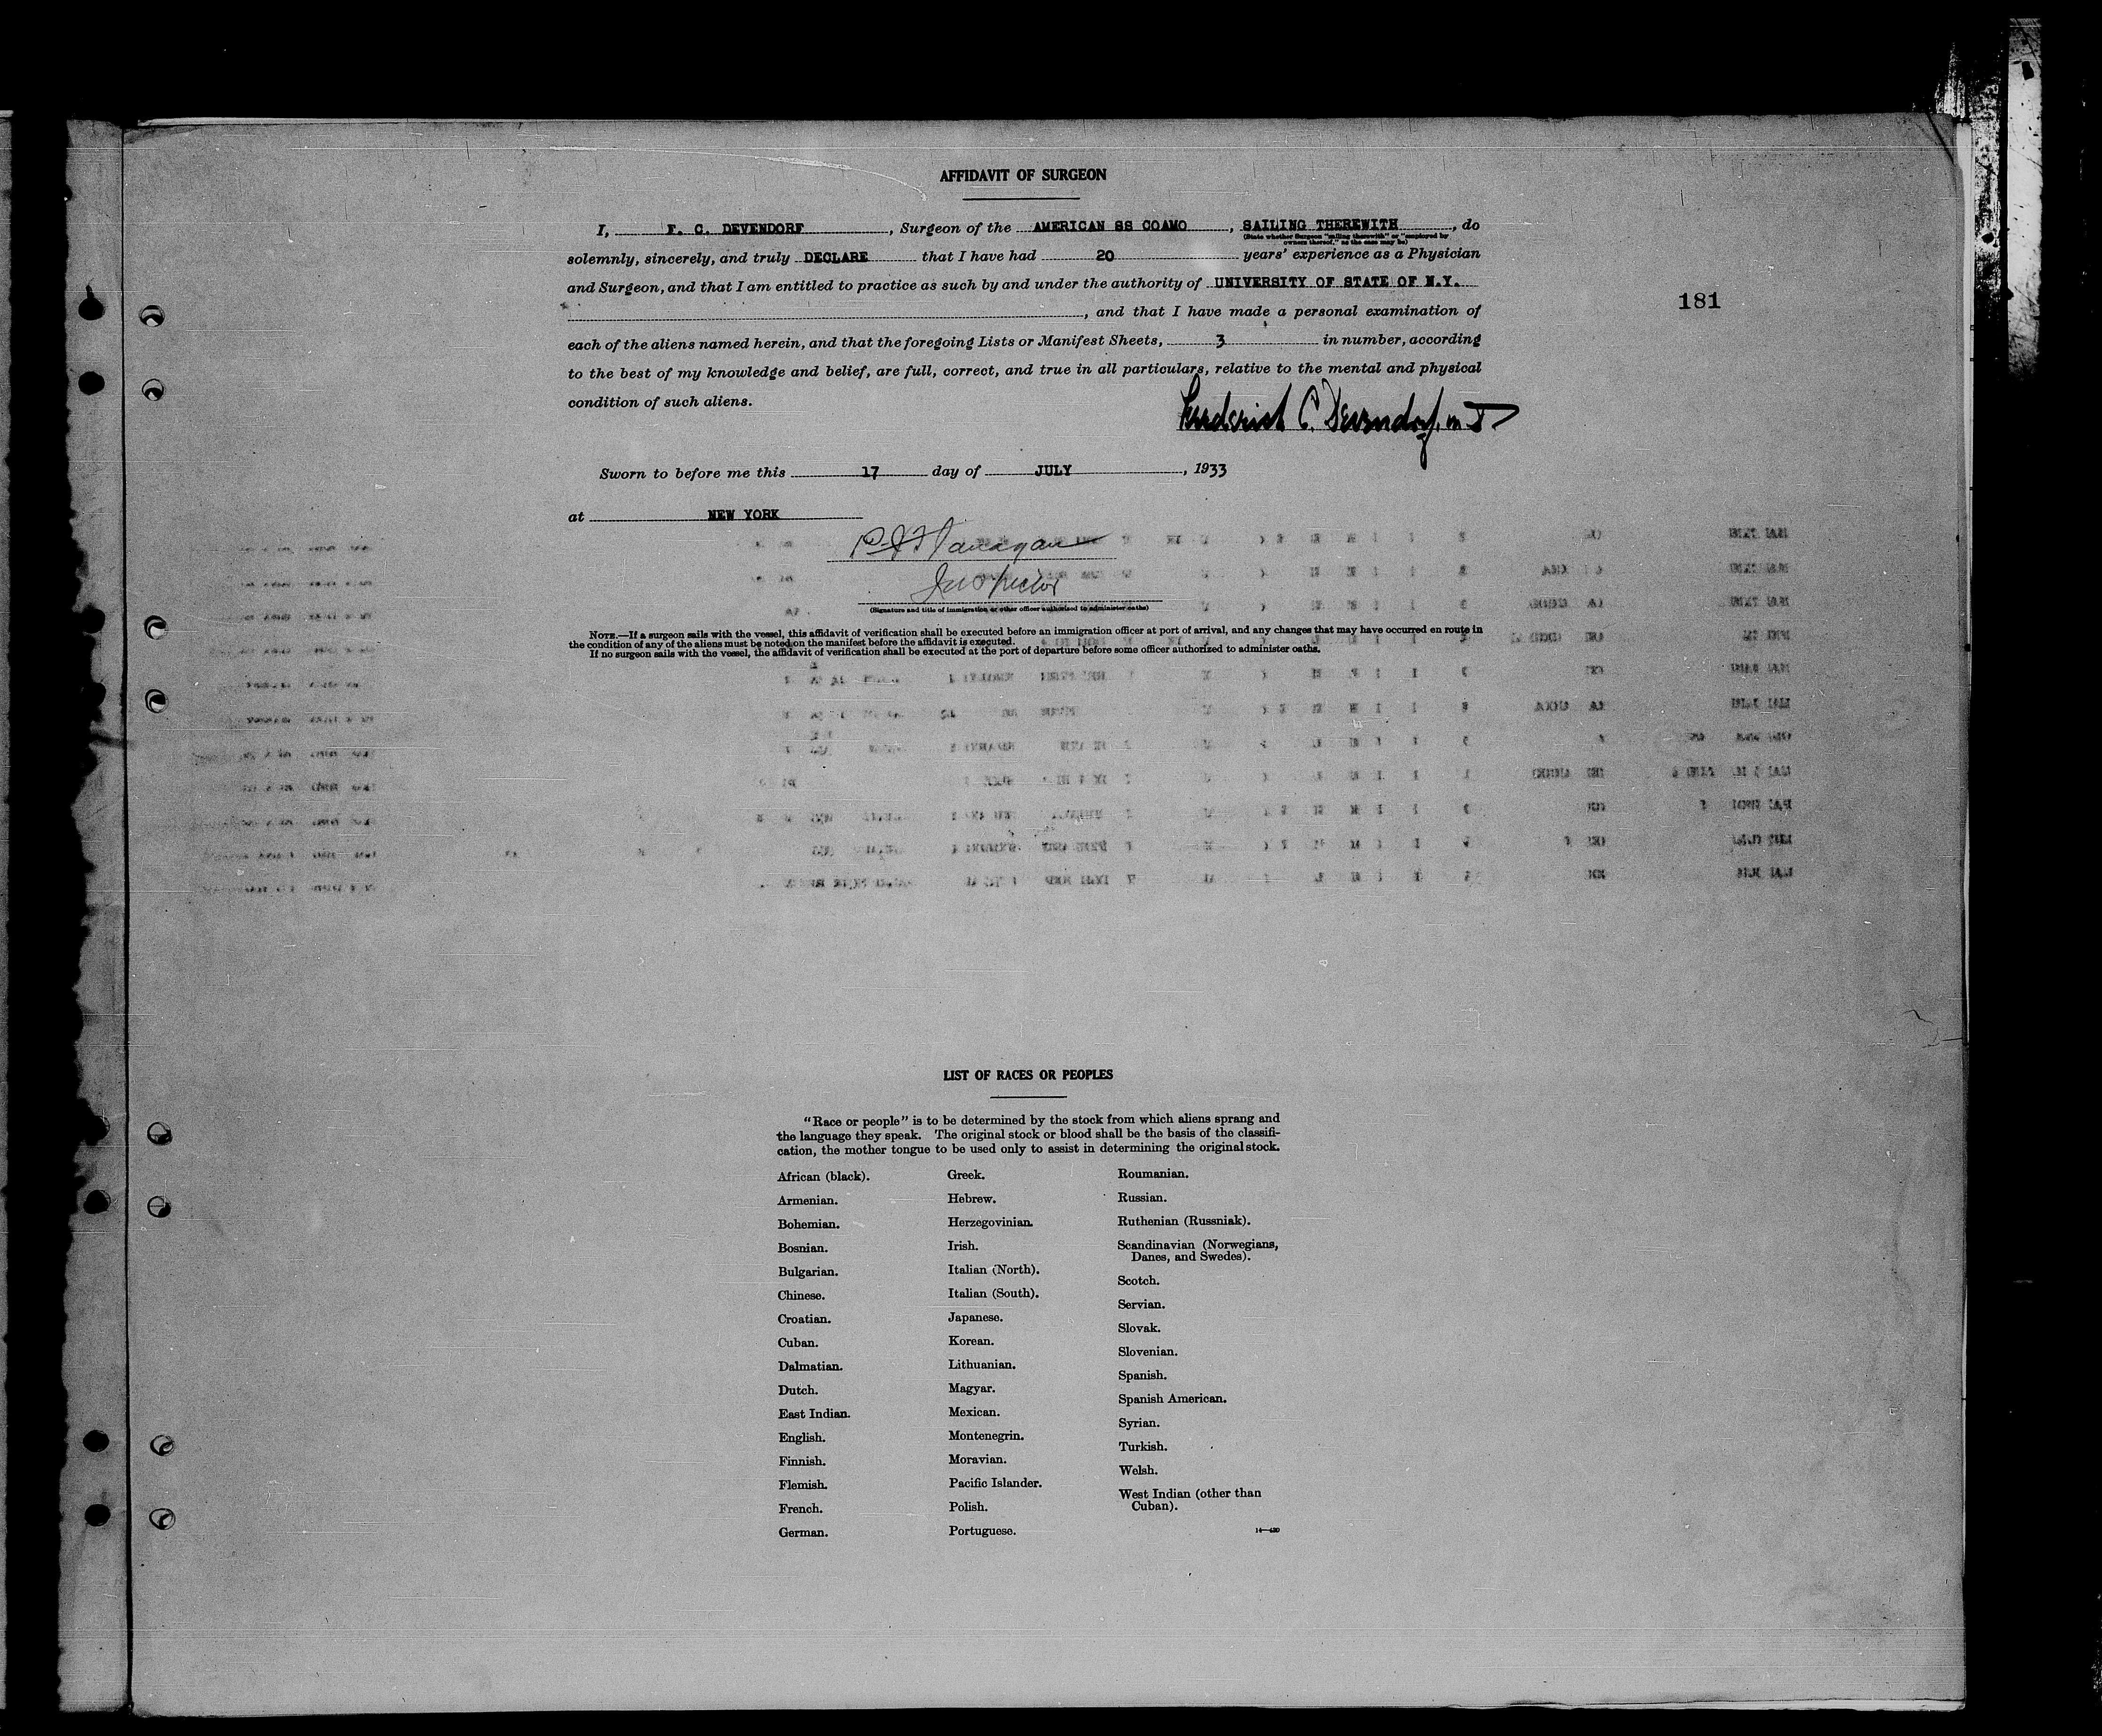 AFFIDAVIT OF SURGEON
I, F. C. DEVENDORF, Surgeon of the AMERICAN SS COAMO, SAILING THEREWITH, do
(State whether Surgeon "sailing therewith" or "employed by
owners thereof," as the case may be)
solemnly, sincerely, and truly DECLARE that I have had 20 years' experience as a Physician
and Surgeon, and that I am entitled to practice as such by and under the authority of UNIVERSITY OF STATE OF N.Y.
181
, and that I have made a personal examination of
each of the aliens named herein, and that the foregoing Lists or Manifest Sheets, 3 in number, according
to the best of my knowledge and belief, are full, correct, and true in all particulars, relative to the mental and physical
condition of such aliens.
Frederick C. Devendorf, M D
Sworn to before me this 17 day of JULY, 1933
at NEW YORK
Flanagan
Inspector
(Signature and title of immigration or other officer authorized to administer oaths)
NOTE.—If a surgeon sails with the vessel, this affidavit of verification shall be executed before an immigration officer at port of arrival, and any changes that may have occurred en route in
the condition of any of the aliens must be noted on the manifest before the affidavit is executed.
If no surgeon sails with the vessel, the affidavit of verification shall be executed at the port of departure before some officer authorized to administer oaths.
LIST OF RACES OR PEOPLES
"Race or people" is to be determined by the stock from which aliens sprang and
the language they speak. The original stock or blood shall be the basis of the classifi-
cation, the mother tongue to be used only to assist in determining the original stock.
African (black).
Armenian.
Bohemian.
Bosnian.
Bulgarian.
Chinese.
Croatian.
Cuban.
Dalmatian.
Dutch.
East Indian.
English.
Finnish.
Flemish.
French.
German.
Greek.
Hebrew.
Herzegovinian.
Irish.
Italian (North).
Italian (South).
Japanese.
Korean.
Lithuanian.
Magyar.
Mexican.
Montenegrin.
Moravian.
Pacific Islander.
Polish.
Portuguese.
Roumanian.
Russian.
Ruthenian (Russniak).
Scandinavian (Norwegians,
Danes, and Swedes).
Scotch.
Servian.
Slovak.
Slovenian.
Spanish.
Spanish American.
Syrian.
Turkish.
Welsh.
West Indian (other than
Cuban).
14—420